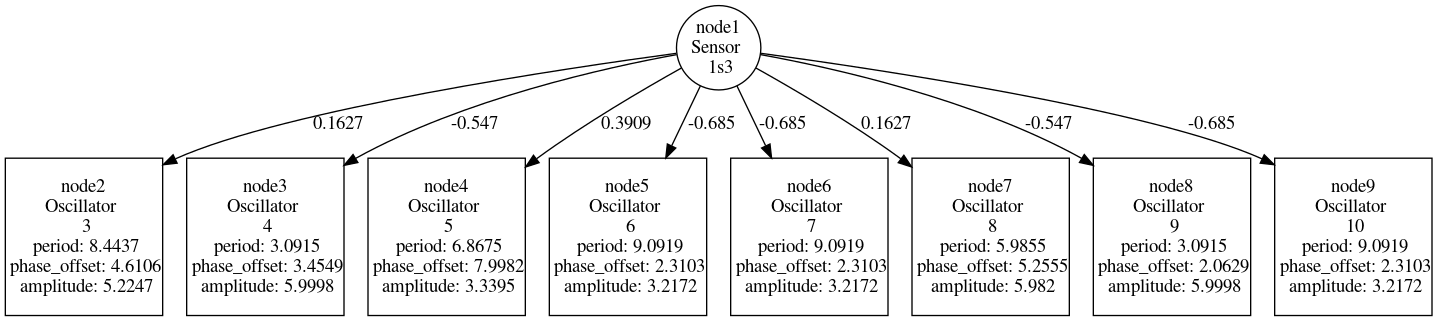 node1
Sensor
1s3
0.1627
-0.547
0.3909
-0.685
-0.685
0.1627
-0.547
-0.685
node2
Oscillator
3
period: 8.4437
phase_offset: 4.6106
amplitude: 5.2247
node3
Oscillator
4
period: 3.0915
phase_offset: 3.4549
amplitude: 5.9998
node4
Oscillator
5
period: 6.8675
phase_offset: 7.9982
amplitude: 3.3395
node5
Oscillator
6
period: 9.0919
phase_offset: 2.3103
amplitude: 3.2172
node6
Oscillator
7
period: 9.0919
phase_offset: 2.3103
amplitude: 3.2172
node7
Oscillator
8
period: 5.9855
phase_offset: 5.2555
amplitude: 5.982
node8
Oscillator
9
period: 3.0915
phase_offset: 2.0629
amplitude: 5.9998
node9
Oscillator
10
period: 9.0919
phase_offset: 2.3103
amplitude: 3.2172